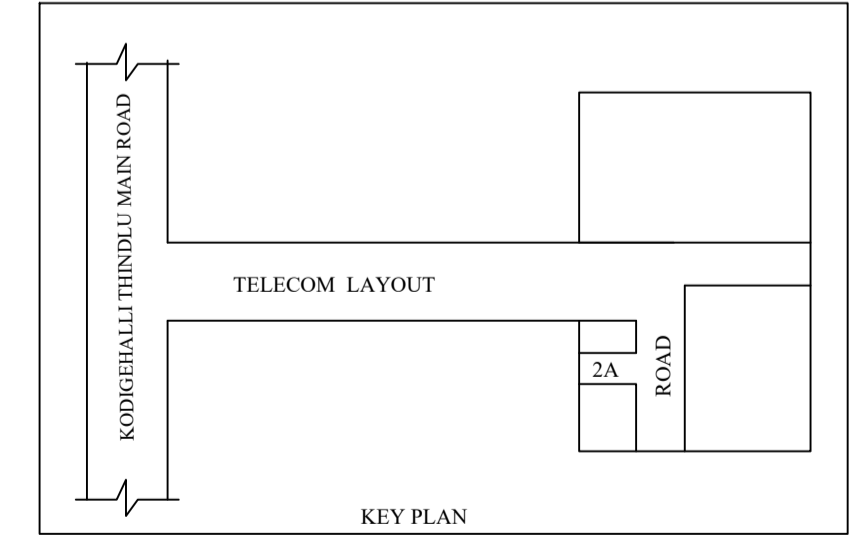 KODIGEHALLI THINDLU MAIN ROAD
TELECOM LAYOUT
2A
ROAD
KEY PLAN